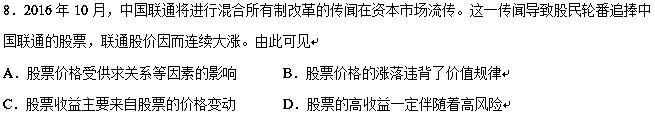 8．2016 年 10 月，中国联通将进行混合所有制改革的传闻在资本市场流传。这一传闻导致股民轮番追捧中
国联通的股票，联通股价因而连续大涨。由此可见↵
A．股票价格受供求关系等因素的影响 B．股票价格的涨落违背了价值规律↵
C．股票收益主要来自股票的价格变动 D．股票的高收益一定伴随着高风险↵